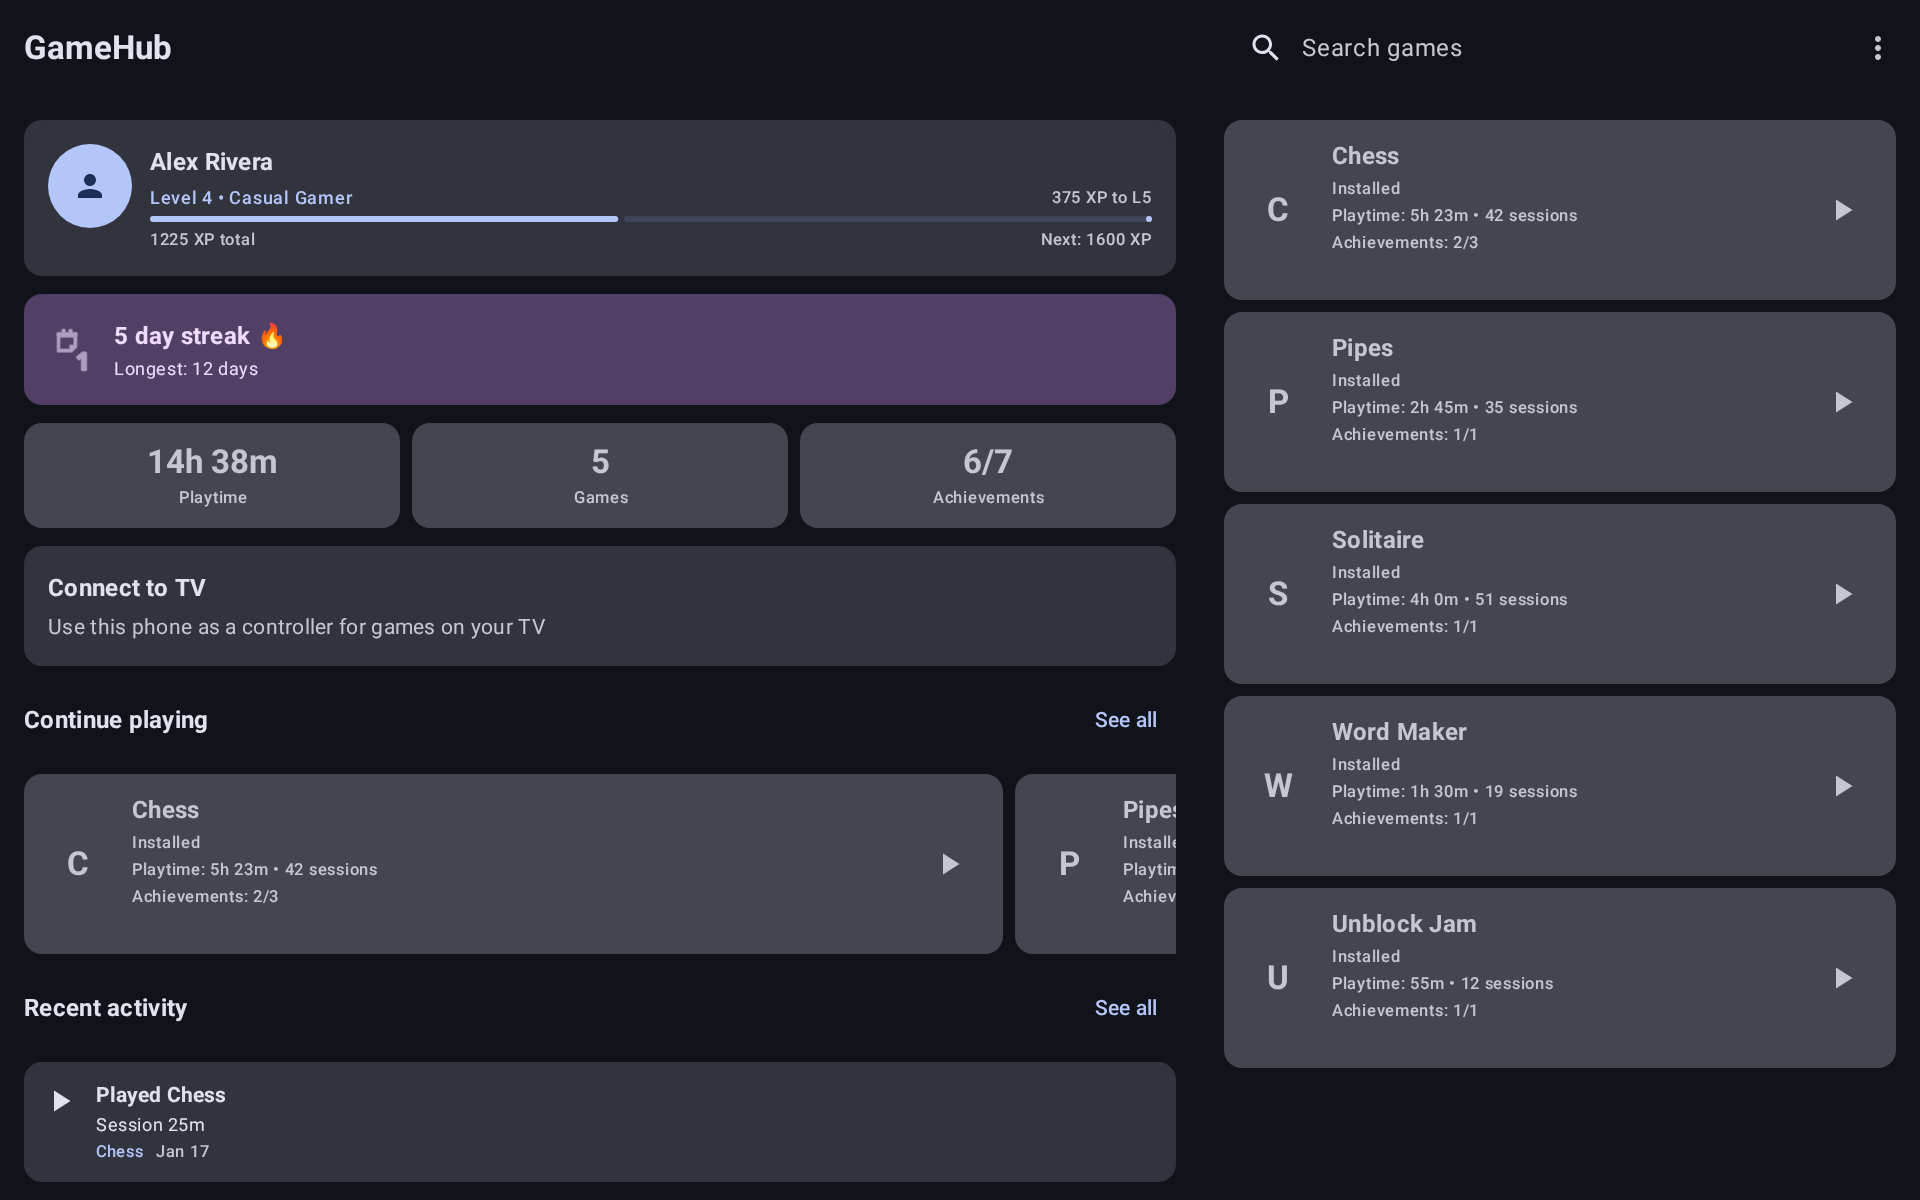 GameHub
Search games
Alex Rivera
Level 4 • Casual Gamer
375 XP to L5
1225 XP total
Next: 1600 XP
1
5 day streak 🔥
Longest: 12 days
14h 38m
Playtime
5
Games
6/7
Achievements
Connect to TV
Use this phone as a controller for games on your TV
Continue playing
See all
C
Chess
Installed
Playtime: 5h 23m • 42 sessions
Achievements: 2/3
P
Pipes
Installe
Playtim
Achiev
Recent activity
See all
Played Chess
Session 25m
Chess Jan 17
C
Chess
Installed
Playtime: 5h 23m • 42 sessions
Achievements: 2/3
P
Pipes
Installed
Playtime: 2h 45m • 35 sessions
Achievements: 1/1
S
Solitaire
Installed
Playtime: 4h 0m • 51 sessions
Achievements: 1/1
W
Word Maker
Installed
Playtime: 1h 30m • 19 sessions
Achievements: 1/1
U
Unblock Jam
Installed
Playtime: 55m • 12 sessions
Achievements: 1/1